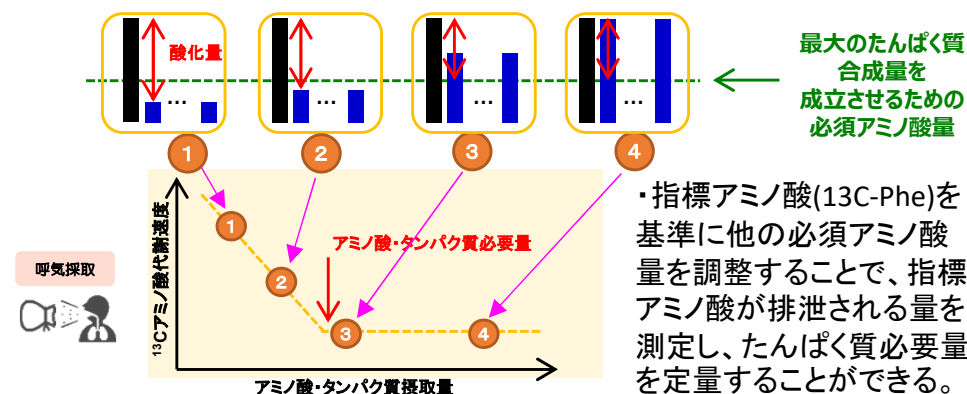 酸化量
...
...
...
...
最大のたんぱく質
合成量を
成立させるための
必須アミノ酸量
1
2
3
4
13Cアミノ酸代謝速度
1
2
3
4
アミノ酸・タンパク質必要量
アミノ酸・タンパク質摂取量
呼気採取
・指標アミノ酸(13C-Phe)を
基準に他の必須アミノ酸
量を調整することで、指標
アミノ酸が排泄される量を
測定し、たんぱく質必要量
を定量することができる。